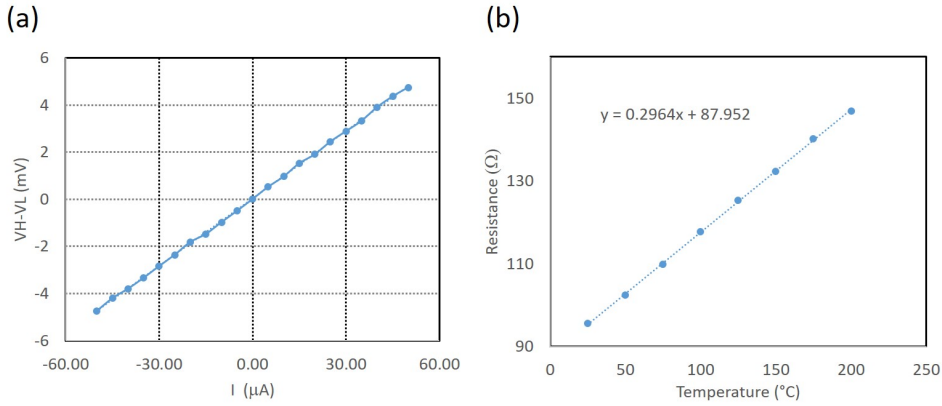 (a)
6
4
2
0
-2
-4
-6
VH-VL (mV)
-60.00 -30.00 0.00 30.00 60.00
I (μA)
(b)
150
130
110
90
Resistance (Ω)
y = 0.2964x + 87.952
0 50 100 150 200 250
Temperature (°C)